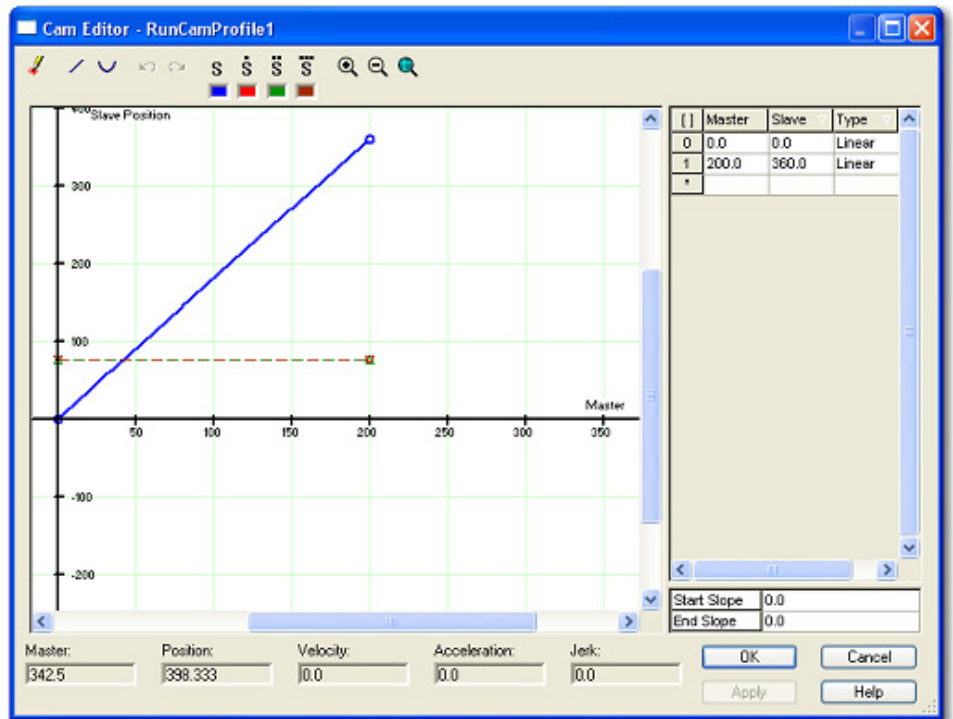 Cam Editor - RunCamProfile1
S Ṡ S̈ S⃛
400 Slave Position
300
200
100
Master
50 100 150 200 250 300 350
-100
-200
[ ] Master Slave Type
0 0.0 0.0 Linear
1 200.0 360.0 Linear
*
Start Slope 0.0
End Slope 0.0
Master: Position: Velocity: Acceleration: Jerk:
342.5 398.333 0.0 0.0 0.0
OK Cancel
Apply Help